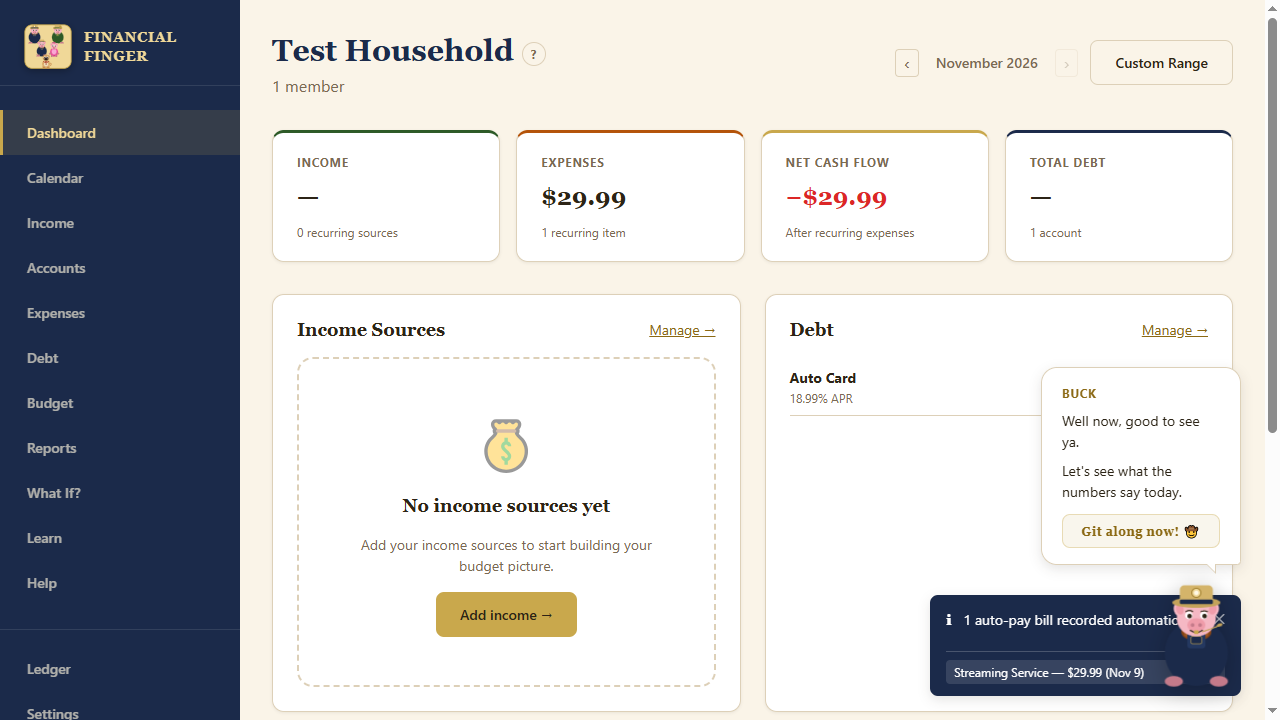 FINANCIAL
FINGER
Dashboard
Calendar
Income
Accounts
Expenses
Debt
Budget
Reports
What If?
Learn
Help
Ledger
Settings
Test Household ?
1 member
‹ November 2026 › Custom Range
INCOME
—
0 recurring sources
EXPENSES
$29.99
1 recurring item
NET CASH FLOW
−$29.99
After recurring expenses
TOTAL DEBT
—
1 account
Income Sources Manage →
No income sources yet
Add your income sources to start building your
budget picture.
Add income →
Debt Manage →
Auto Card
18.99% APR
BUCK
Well now, good to see
ya.
Let's see what the
numbers say today.
Git along now! 🤠
ℹ 1 auto-pay bill recorded
Streaming Service — $29.99 (Nov 9)